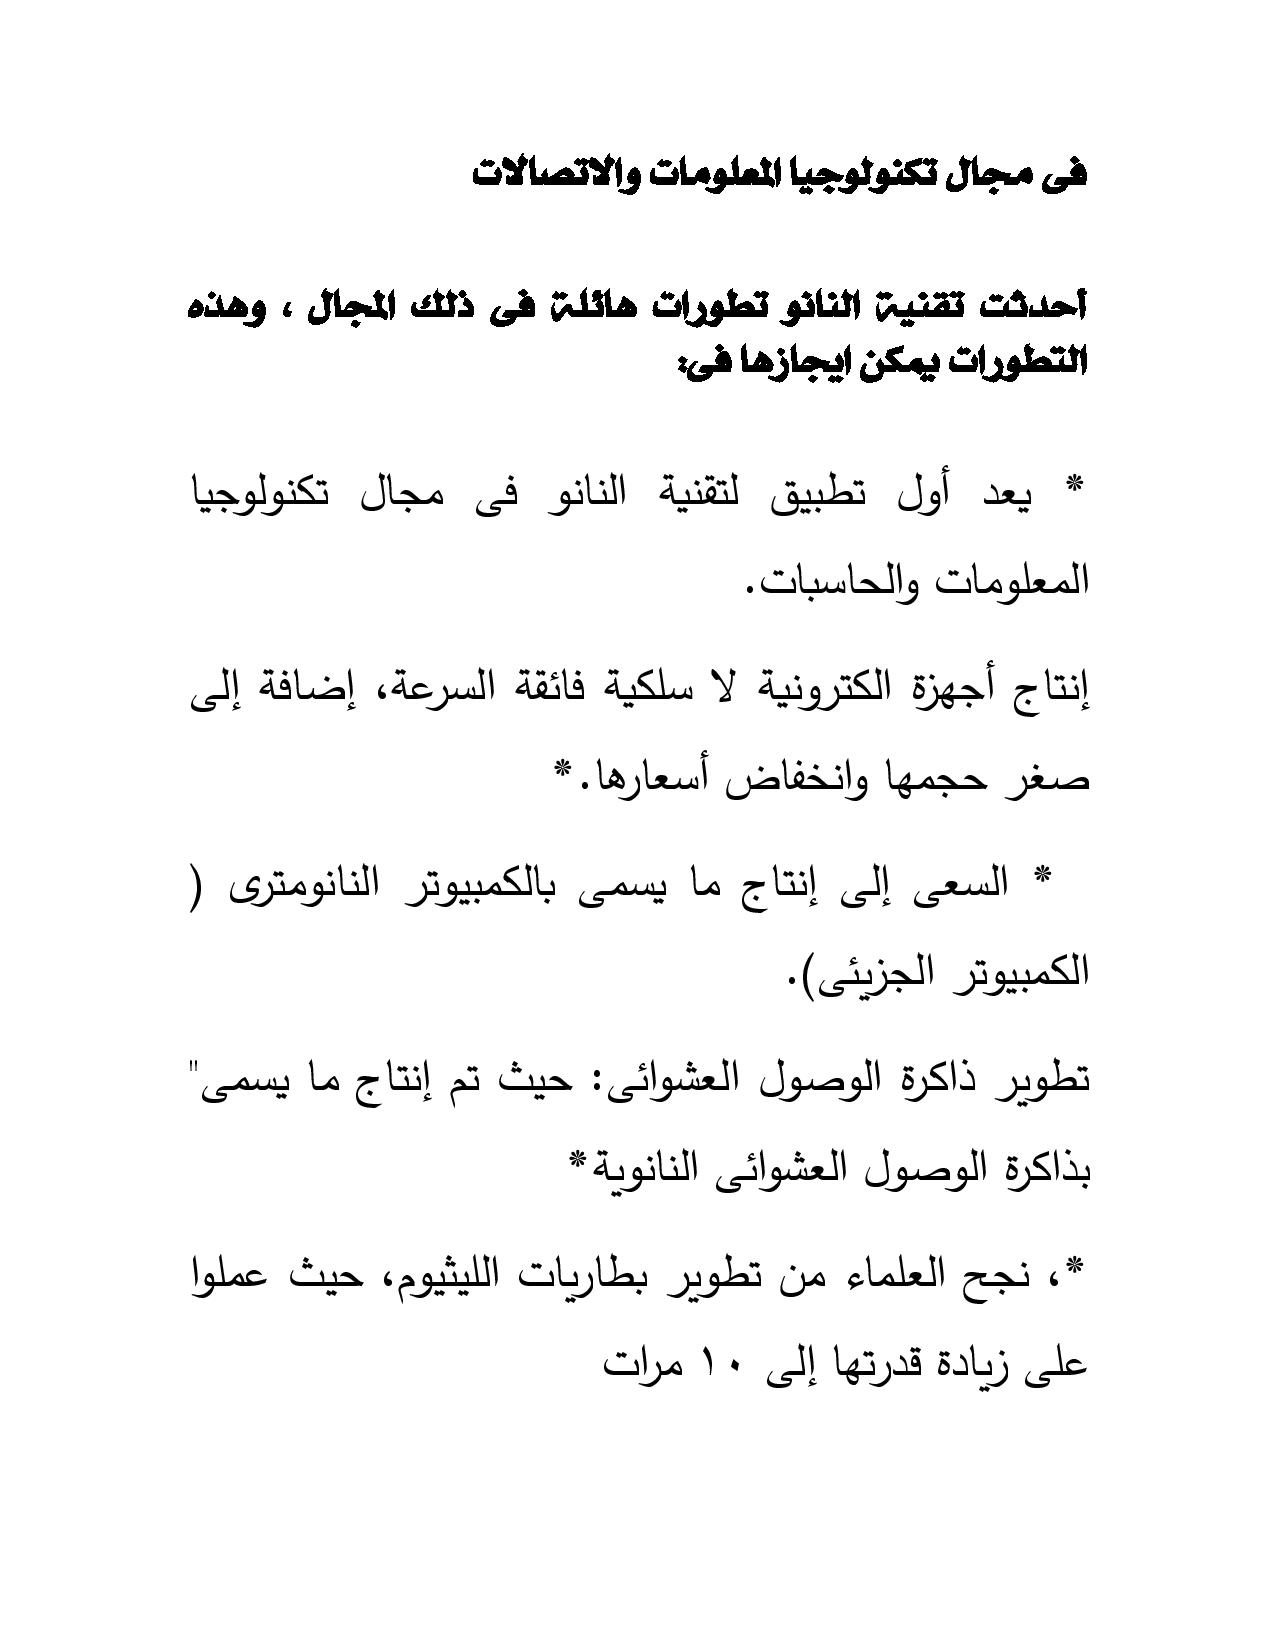 فى مجال تكنولوجيا المعلومات والاتصالات
أحدثت تقنية النانو تطورات هائلة فى ذلك المجال ، وهذه
التطورات يمكن ايجازها فى:
* يعد أول تطبيق لتقنية النانو فى مجال تكنولوجيا
المعلومات والحاسبات.
إنتاج أجهزة الكترونية لا سلكية فائقة السرعة، إضافة إلى
صغر حجمها وانخفاض أسعارها.*
* السعى إلى إنتاج ما يسمى بالكمبيوتر النانومترى (
الكمبيوتر الجزيئى).
تطوير ذاكرة الوصول العشوائى: حيث تم إنتاج ما يسمى"
بذاكرة الوصول العشوائى النانوية*
*، نجح العلماء من تطوير بطاريات الليثيوم، حيث عملوا
على زيادة قدرتها إلى ١٠ مرات